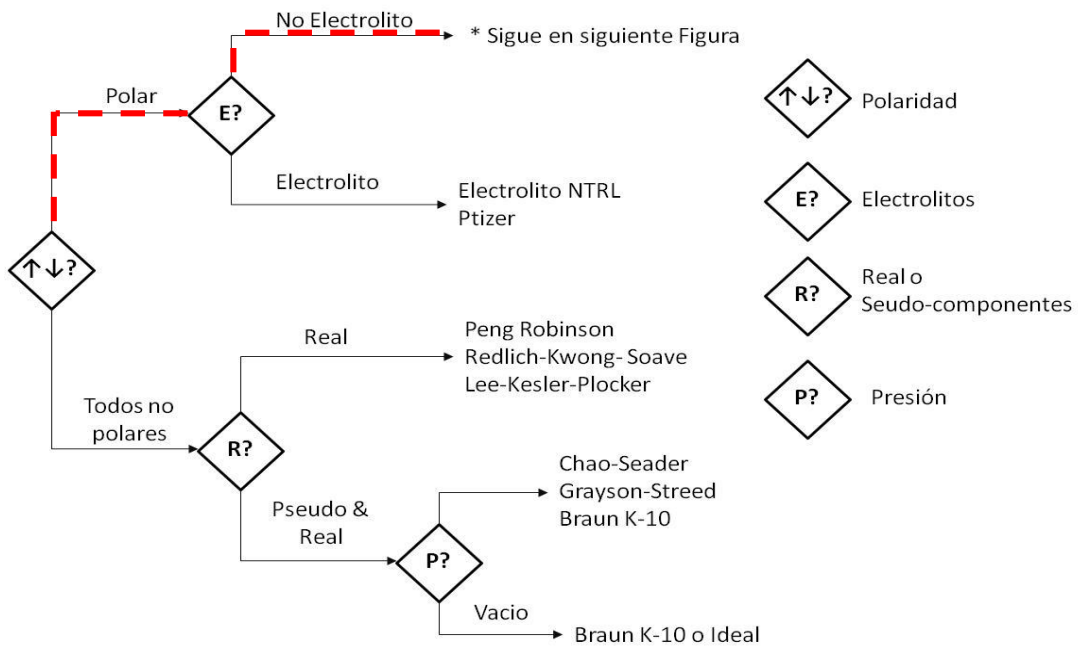 No Electrolito
* Sigue en siguiente Figura
Polar
E?
Electrolito
Electrolito NTRL
Ptizer
↑↓?
Real
Peng Robinson
Redlich-Kwong- Soave
Lee-Kesler-Plocker
Todos no
polares
R?
Pseudo &
Real
Chao-Seader
Grayson-Streed
Braun K-10
P?
Vacio
Braun K-10 o Ideal
↑↓?
Polaridad
E?
Electrolitos
R?
Real o
Seudo-componentes
P?
Presión